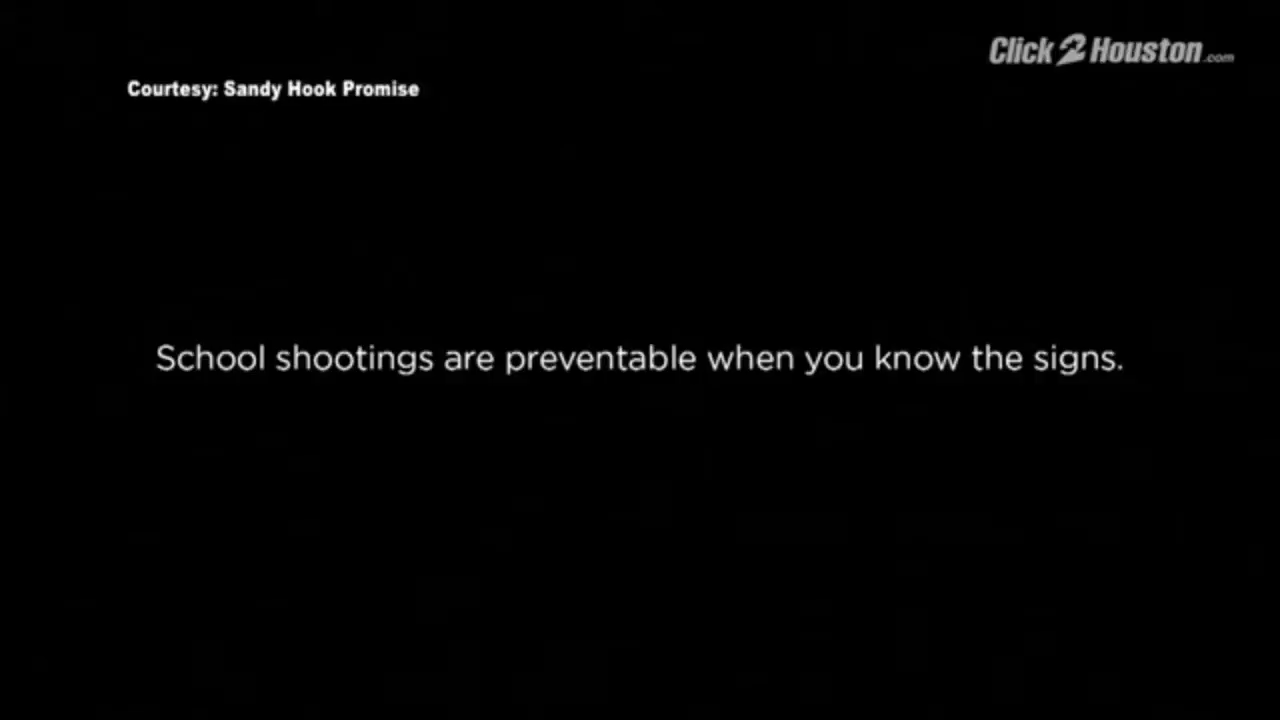 Click2Houston.com
Courtesy: Sandy Hook Promise
School shootings are preventable when you know the signs.